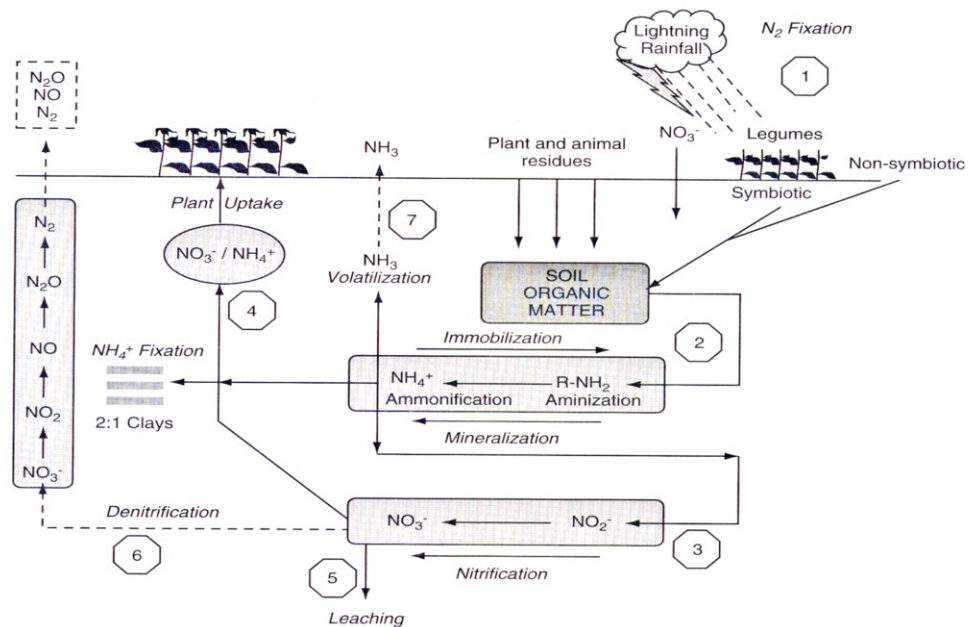 Lightning
Rainfall
N₂ Fixation
1
N₂O
NO
N₂
NO₃⁻
Legumes
Non-symbiotic
Symbiotic
Plant and animal
residues
NH₃
7
NH₃
Volatilization
Plant Uptake
NO₃⁻ / NH₄⁺
4
SOIL
ORGANIC
MATTER
2
Immobilization
NH₄⁺
R-NH₂
Ammonification
Aminization
Mineralization
NH₄⁺ Fixation
2:1 Clays
N₂
N₂O
NO
NO₂
NO₃⁻
Denitrification
6
NO₃⁻
NO₂⁻
3
Nitrification
5
Leaching